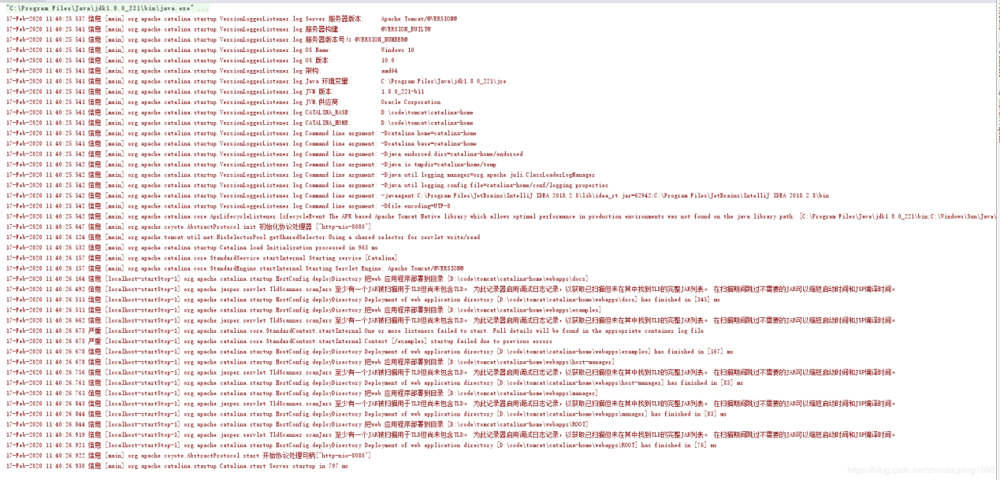 "C:\Program Files\Java\jdk1.8.0_221\bin\java.exe" ...
17-Feb-2020 11:40:25.537 信息 [main] org.apache.catalina.startup.VersionLoggerListener.log Server.服务器版本: Apache Tomcat/@VERSION@
17-Feb-2020 11:40:25.541 信息 [main] org.apache.catalina.startup.VersionLoggerListener.log 服务器构建: @VERSION_BUILT@
17-Feb-2020 11:40:25.541 信息 [main] org.apache.catalina.startup.VersionLoggerListener.log 服务器版本号(: @VERSION_NUMBER@
17-Feb-2020 11:40:25.541 信息 [main] org.apache.catalina.startup.VersionLoggerListener.log OS Name: Windows 10
17-Feb-2020 11:40:25.541 信息 [main] org.apache.catalina.startup.VersionLoggerListener.log OS.版本: 10.0
17-Feb-2020 11:40:25.541 信息 [main] org.apache.catalina.startup.VersionLoggerListener.log 架构: amd64
17-Feb-2020 11:40:25.541 信息 [main] org.apache.catalina.startup.VersionLoggerListener.log Java 环境变量: C:\Program Files\Java\jdk1.8.0_221\jre
17-Feb-2020 11:40:25.541 信息 [main] org.apache.catalina.startup.VersionLoggerListener.log JVM 版本: 1.8.0_221-b11
17-Feb-2020 11:40:25.541 信息 [main] org.apache.catalina.startup.VersionLoggerListener.log JVM.供应商: Oracle Corporation
17-Feb-2020 11:40:25.541 信息 [main] org.apache.catalina.startup.VersionLoggerListener.log CATALINA_BASE: D:\code\tomcat\catalina-home
17-Feb-2020 11:40:25.541 信息 [main] org.apache.catalina.startup.VersionLoggerListener.log CATALINA_HOME: D:\code\tomcat\catalina-home
17-Feb-2020 11:40:25.541 信息 [main] org.apache.catalina.startup.VersionLoggerListener.log Command line argument: -Dcatalina.home=catalina-home
17-Feb-2020 11:40:25.541 信息 [main] org.apache.catalina.startup.VersionLoggerListener.log Command line argument: -Dcatalina.base=catalina-home
17-Feb-2020 11:40:25.542 信息 [main] org.apache.catalina.startup.VersionLoggerListener.log Command line argument: -Djava.endorsed.dirs=catalina-home/endorsed
17-Feb-2020 11:40:25.542 信息 [main] org.apache.catalina.startup.VersionLoggerListener.log Command line argument: -Djava.io.tmpdir=catalina-home/temp
17-Feb-2020 11:40:25.542 信息 [main] org.apache.catalina.startup.VersionLoggerListener.log Command line argument: -Djava.util.logging.manager=org.apache.juli.ClassLoaderLogManager
17-Feb-2020 11:40:25.542 信息 [main] org.apache.catalina.startup.VersionLoggerListener.log Command line argument: -Djava.util.logging.config.file=catalina-home/conf/logging.properties
17-Feb-2020 11:40:25.542 信息 [main] org.apache.catalina.startup.VersionLoggerListener.log Command line argument: -javaagent:C:\Program Files\JetBrains\IntelliJ IDEA 2018.2.8\lib\idea_rt.jar=62942:C:\Program Files\JetBrains\IntelliJ IDEA 2018.2.8\bin
17-Feb-2020 11:40:25.542 信息 [main] org.apache.catalina.startup.VersionLoggerListener.log Command line argument: -Dfile.encoding=UTF-8
17-Feb-2020 11:40:25.542 信息 [main] org.apache.catalina.core.AprLifecycleListener.lifecycleEvent The APR based Apache Tomcat Native library which allows optimal performance in production environments was not found on the java.library.path: [C:\Program Files\Java\jdk1.8.0_221\bin;C:\Windows\Sun\Java\
17-Feb-2020 11:40:25.647 信息 [main] org.apache.coyote.AbstractProtocol.init 初始化协议处理器 ["http-nio-8080"]
17-Feb-2020 11:40:26.124 信息 [main] org.apache.tomcat.util.net.NioSelectorPool.getSharedSelector Using a shared selector for servlet write/read
17-Feb-2020 11:40:26.132 信息 [main] org.apache.catalina.startup.Catalina.load Initialization processed in 963 ms
17-Feb-2020 11:40:26.157 信息 [main] org.apache.catalina.core.StandardService.startInternal Starting service [Catalina]
17-Feb-2020 11:40:26.157 信息 [main] org.apache.catalina.core.StandardEngine.startInternal Starting Servlet Engine: Apache Tomcat/@VERSION@
17-Feb-2020 11:40:26.164 信息 [localhost-startStop-1] org.apache.catalina.startup.HostConfig.deployDirectory 把web 应用程序部署到目录 [D:\code\tomcat\catalina-home\webapps\docs]
17-Feb-2020 11:40:26.492 信息 [localhost-startStop-1] org.apache.jasper.servlet.TldScanner.scanJars 至少有一个JAR被扫描用于TLD但尚未包含TLD。 为此记录器启用调试日志记录，以获取已扫描但未在其中找到TLD的完整JAR列表。 在扫描期间跳过不需要的JAR可以缩短启动时间和JSP编译时间。
17-Feb-2020 11:40:26.511 信息 [localhost-startStop-1] org.apache.catalina.startup.HostConfig.deployDirectory Deployment of web application directory [D:\code\tomcat\catalina-home\webapps\docs] has finished in [345] ms
17-Feb-2020 11:40:26.511 信息 [localhost-startStop-1] org.apache.catalina.startup.HostConfig.deployDirectory 把web 应用程序部署到目录 [D:\code\tomcat\catalina-home\webapps\examples]
17-Feb-2020 11:40:26.662 信息 [localhost-startStop-1] org.apache.jasper.servlet.TldScanner.scanJars 至少有一个JAR被扫描用于TLD但尚未包含TLD。 为此记录器启用调试日志记录，以获取已扫描但未在其中找到TLD的完整JAR列表。 在扫描期间跳过不需要的JAR可以缩短启动时间和JSP编译时间。
17-Feb-2020 11:40:26.673 严重 [localhost-startStop-1] org.apache.catalina.core.StandardContext.startInternal One or more listeners failed to start. Full details will be found in the appropriate container log file
17-Feb-2020 11:40:26.673 严重 [localhost-startStop-1] org.apache.catalina.core.StandardContext.startInternal Context [/examples] startup failed due to previous errors
17-Feb-2020 11:40:26.678 信息 [localhost-startStop-1] org.apache.catalina.startup.HostConfig.deployDirectory Deployment of web application directory [D:\code\tomcat\catalina-home\webapps\examples] has finished in [167] ms
17-Feb-2020 11:40:26.678 信息 [localhost-startStop-1] org.apache.catalina.startup.HostConfig.deployDirectory 把web 应用程序部署到目录 [D:\code\tomcat\catalina-home\webapps\host-manager]
17-Feb-2020 11:40:26.756 信息 [localhost-startStop-1] org.apache.jasper.servlet.TldScanner.scanJars 至少有一个JAR被扫描用于TLD但尚未包含TLD。 为此记录器启用调试日志记录，以获取已扫描但未在其中找到TLD的完整JAR列表。 在扫描期间跳过不需要的JAR可以缩短启动时间和JSP编译时间。
17-Feb-2020 11:40:26.761 信息 [localhost-startStop-1] org.apache.catalina.startup.HostConfig.deployDirectory Deployment of web application directory [D:\code\tomcat\catalina-home\webapps\host-manager] has finished in [83] ms
17-Feb-2020 11:40:26.761 信息 [localhost-startStop-1] org.apache.catalina.startup.HostConfig.deployDirectory 把web 应用程序部署到目录 [D:\code\tomcat\catalina-home\webapps\manager]
17-Feb-2020 11:40:26.843 信息 [localhost-startStop-1] org.apache.jasper.servlet.TldScanner.scanJars 至少有一个JAR被扫描用于TLD但尚未包含TLD。 为此记录器启用调试日志记录，以获取已扫描但未在其中找到TLD的完整JAR列表。 在扫描期间跳过不需要的JAR可以缩短启动时间和JSP编译时间。
17-Feb-2020 11:40:26.844 信息 [localhost-startStop-1] org.apache.catalina.startup.HostConfig.deployDirectory Deployment of web application directory [D:\code\tomcat\catalina-home\webapps\manager] has finished in [83] ms
17-Feb-2020 11:40:26.844 信息 [localhost-startStop-1] org.apache.catalina.startup.HostConfig.deployDirectory 把web 应用程序部署到目录 [D:\code\tomcat\catalina-home\webapps\ROOT]
17-Feb-2020 11:40:26.919 信息 [localhost-startStop-1] org.apache.jasper.servlet.TldScanner.scanJars 至少有一个JAR被扫描用于TLD但尚未包含TLD。 为此记录器启用调试日志记录，以获取已扫描但未在其中找到TLD的完整JAR列表。 在扫描期间跳过不需要的JAR可以缩短启动时间和JSP编译时间。
17-Feb-2020 11:40:26.921 信息 [localhost-startStop-1] org.apache.catalina.startup.HostConfig.deployDirectory Deployment of web application directory [D:\code\tomcat\catalina-home\webapps\ROOT] has finished in [76] ms
17-Feb-2020 11:40:26.922 信息 [main] org.apache.coyote.AbstractProtocol.start 开始协议处理句柄["http-nio-8080"]
17-Feb-2020 11:40:26.930 信息 [main] org.apache.catalina.startup.Catalina.start Server startup in 797 ms
https://blog.csdn.net/zhoutaoping1992